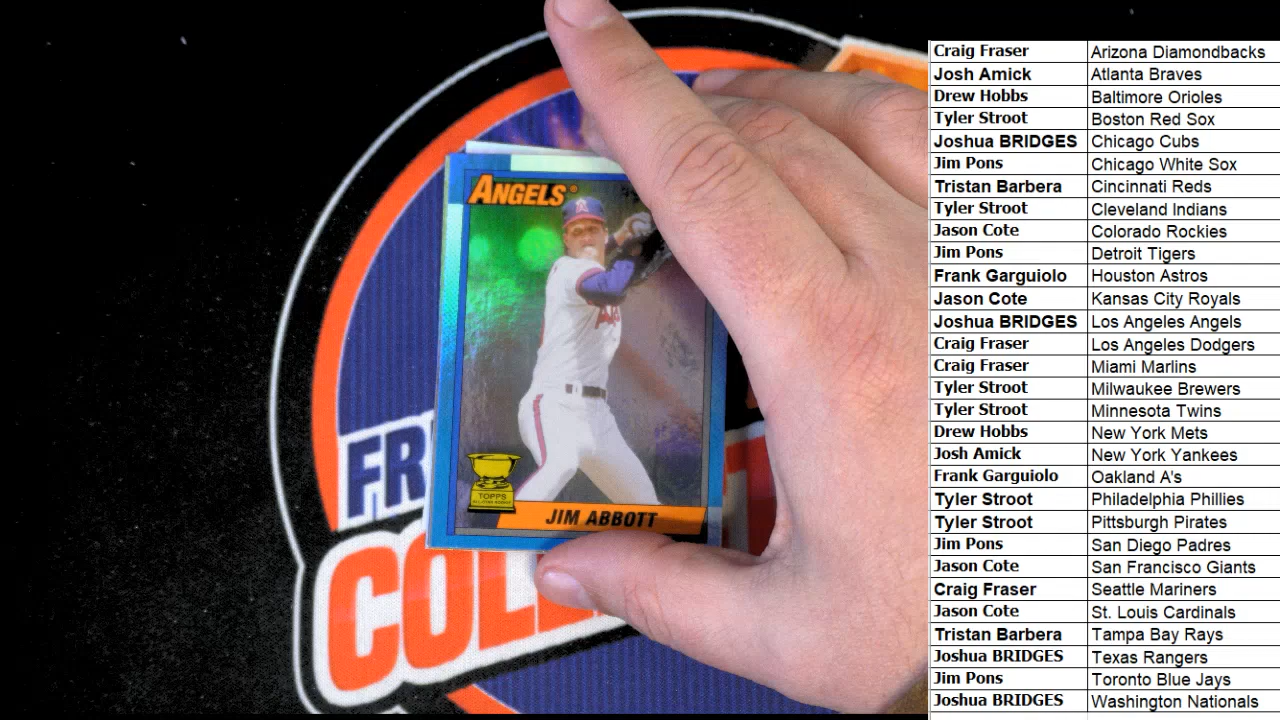 ANGELS®
TOPPS
ALL-STAR ROOKIE
JIM ABBOTT
FR
COL
Craig Fraser Arizona Diamondbacks
Josh Amick Atlanta Braves
Drew Hobbs Baltimore Orioles
Tyler Stroot Boston Red Sox
Joshua BRIDGES Chicago Cubs
Jim Pons Chicago White Sox
Tristan Barbera Cincinnati Reds
Tyler Stroot Cleveland Indians
Jason Cote Colorado Rockies
Jim Pons Detroit Tigers
Frank Garguiolo Houston Astros
Jason Cote Kansas City Royals
Joshua BRIDGES Los Angeles Angels
Craig Fraser Los Angeles Dodgers
Craig Fraser Miami Marlins
Tyler Stroot Milwaukee Brewers
Tyler Stroot Minnesota Twins
Drew Hobbs New York Mets
Josh Amick New York Yankees
Frank Garguiolo Oakland A's
Tyler Stroot Philadelphia Phillies
Tyler Stroot Pittsburgh Pirates
Jim Pons San Diego Padres
Jason Cote San Francisco Giants
Craig Fraser Seattle Mariners
Jason Cote St. Louis Cardinals
Tristan Barbera Tampa Bay Rays
Joshua BRIDGES Texas Rangers
Jim Pons Toronto Blue Jays
Joshua BRIDGES Washington Nationals